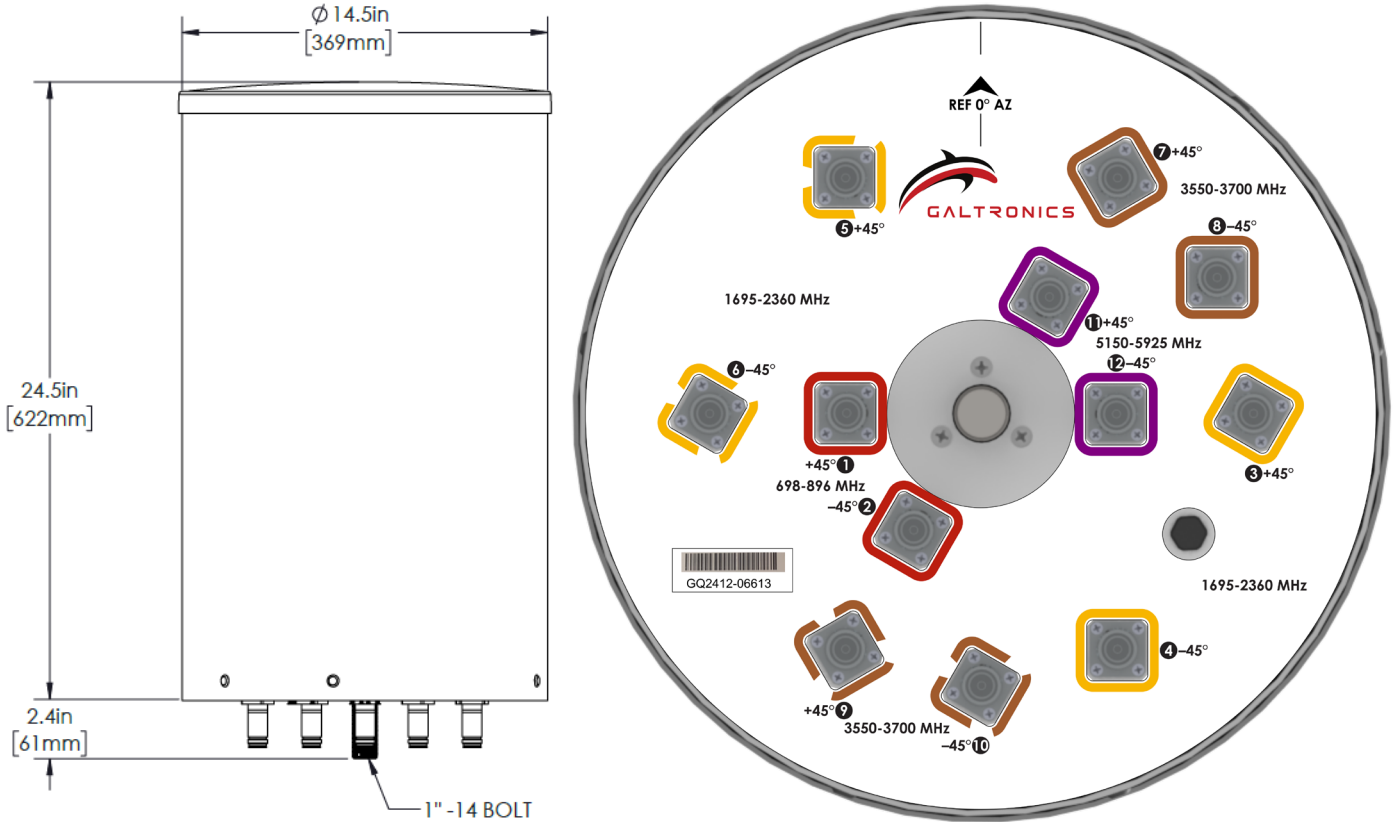 Ø 14.5in
[369mm]
24.5in
[622mm]
2.4in
[61mm]
1" -14 BOLT
REF 0° AZ
GALTRONICS
7 +45°
3550-3700 MHz
8 –45°
5 +45°
1695-2360 MHz
11 +45°
5150-5925 MHz
12 –45°
6 –45°
+45° 1
698-896 MHz
–45° 2
3 +45°
GQ2412-06613
1695-2360 MHz
4 –45°
+45° 9
3550-3700 MHz
–45° 10